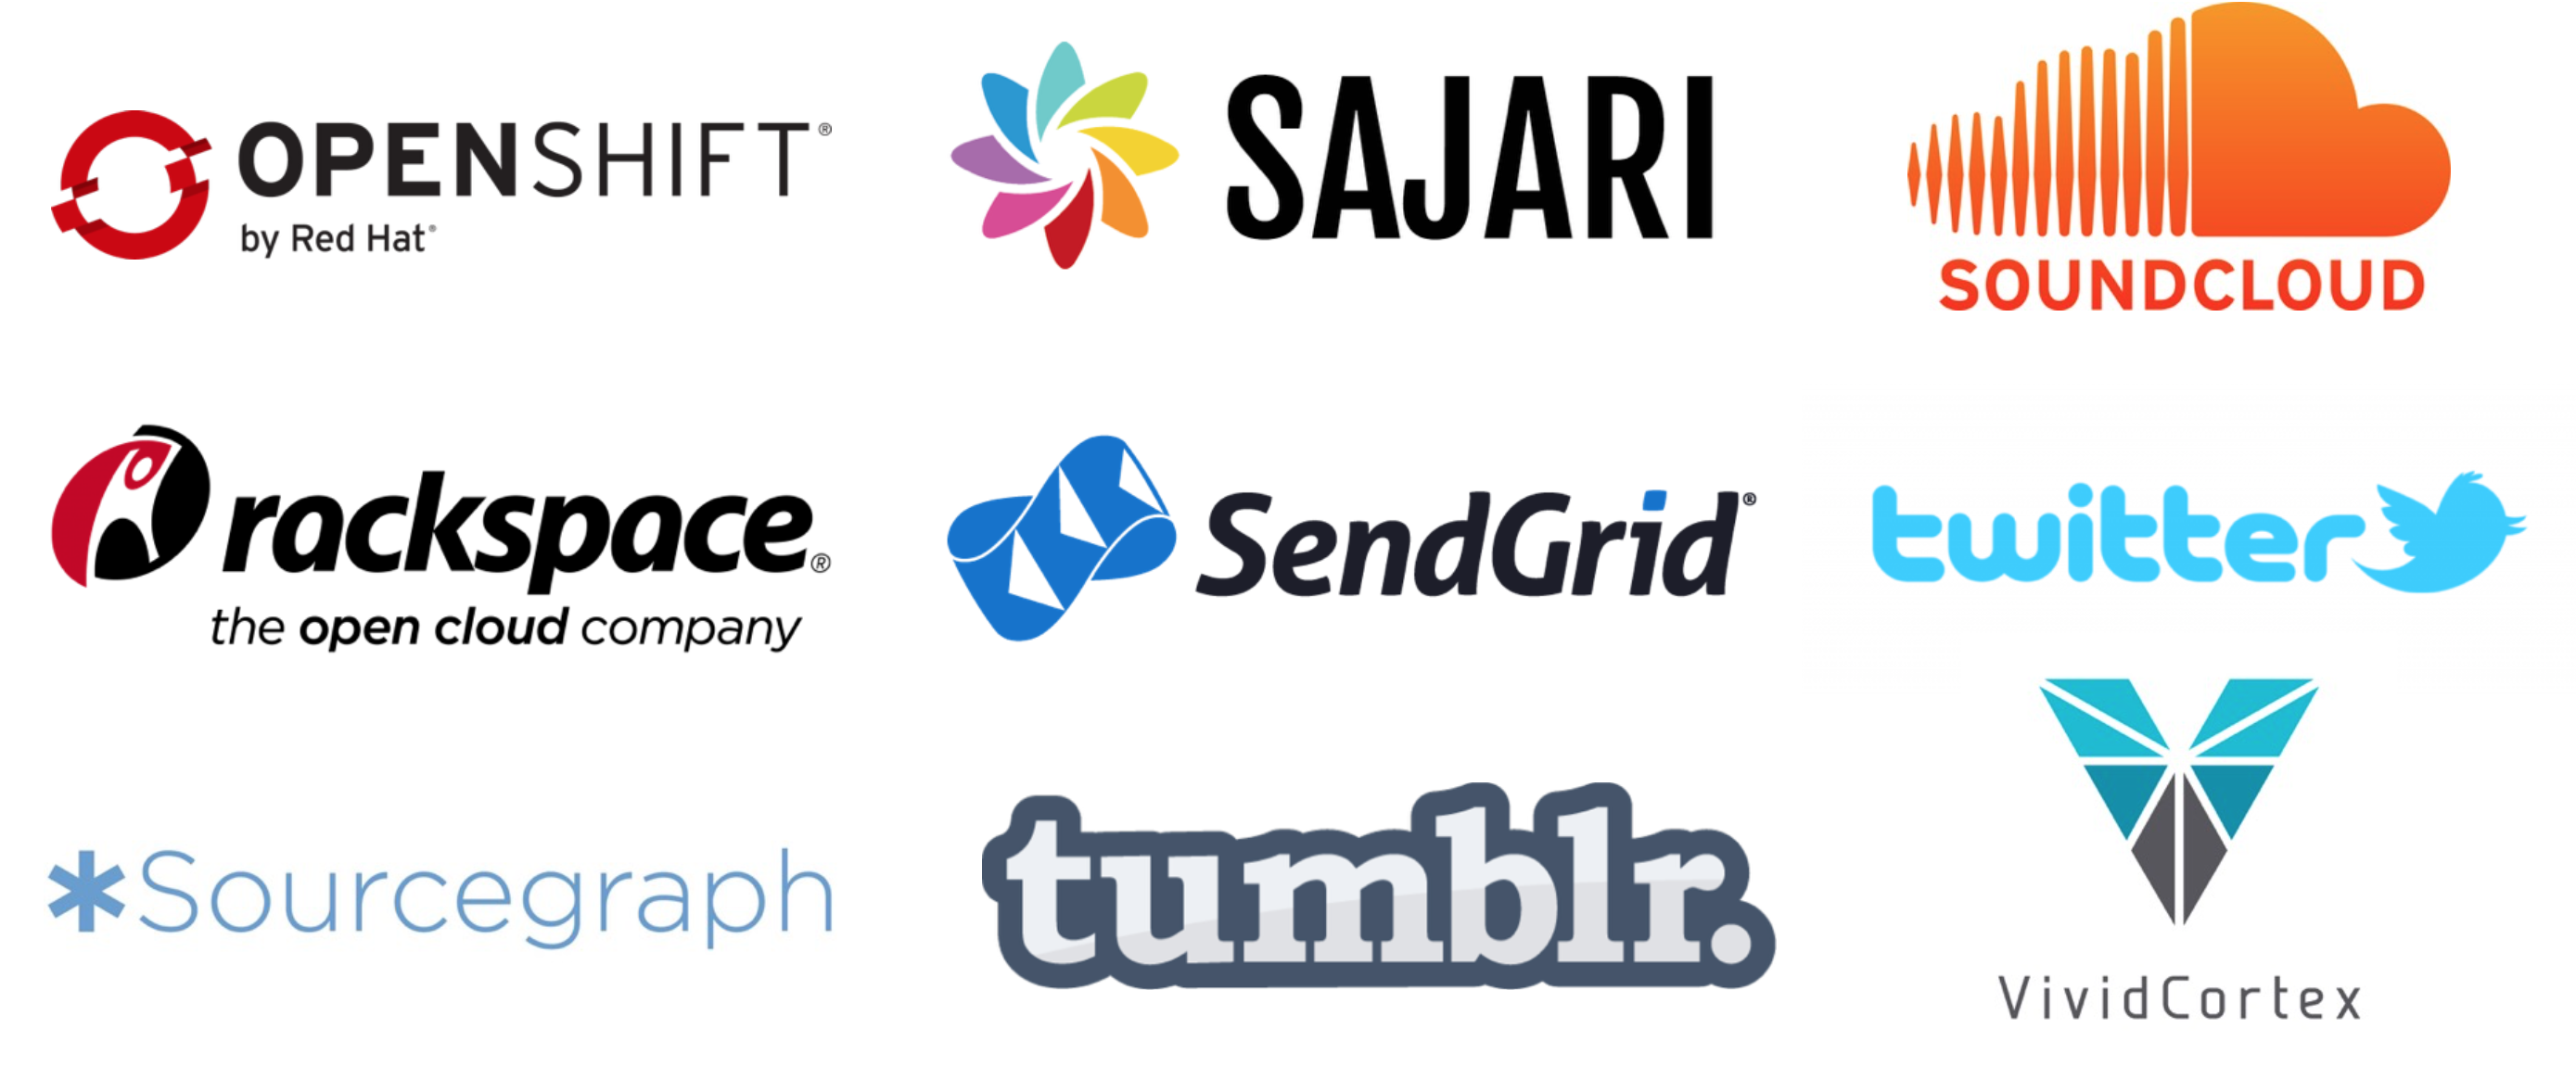 OPENSHIFT®
by Red Hat®
SAJARI
SOUNDCLOUD
rackspace®
the open cloud company
SendGrid®
twitter
*Sourcegraph
tumblr.
VividCortex